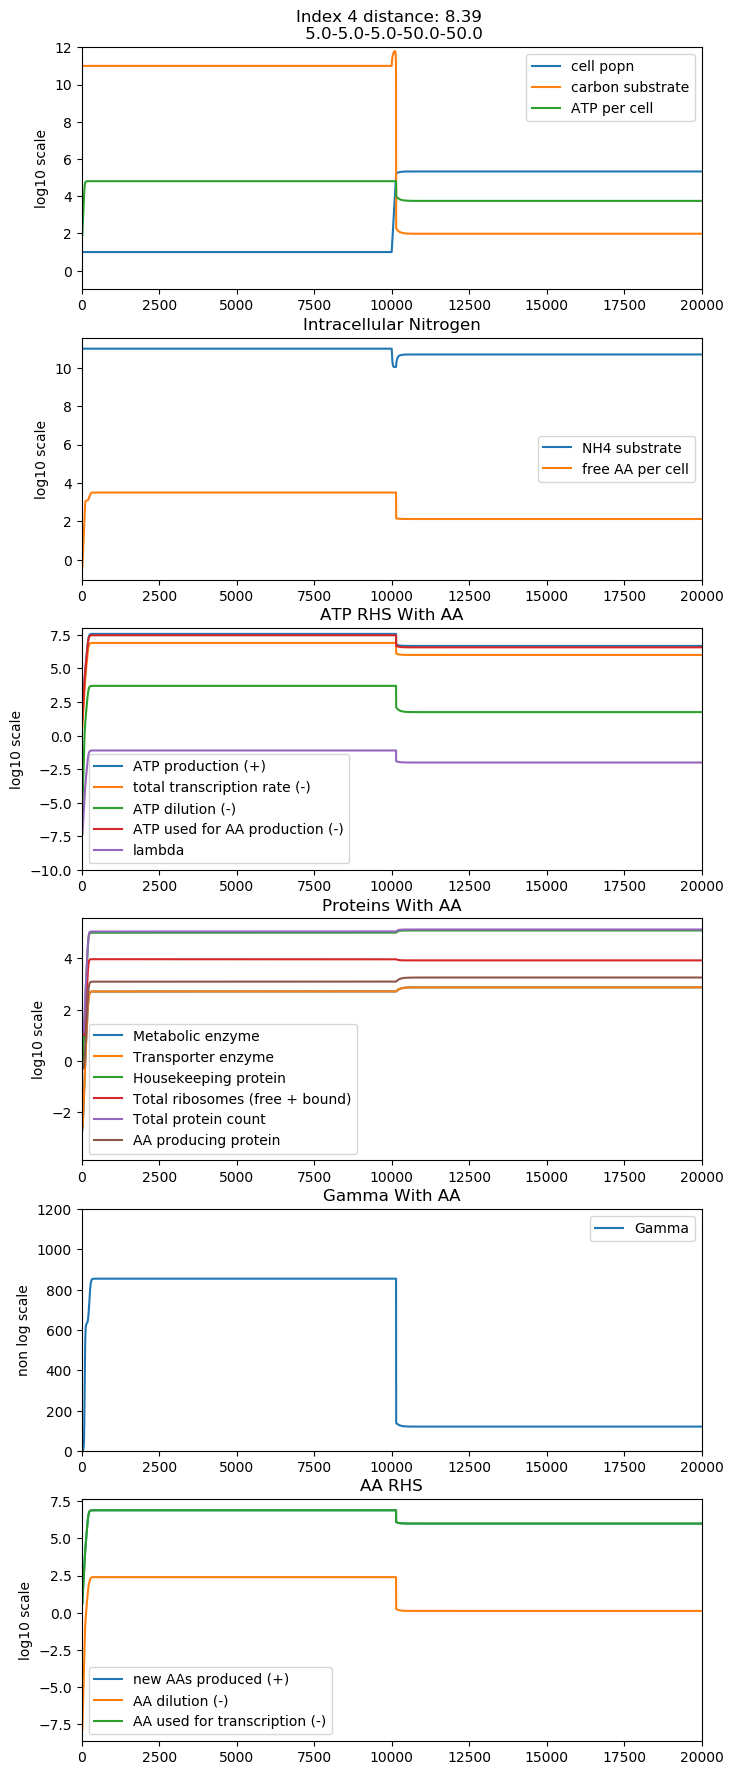 Index 4 distance: 8.39
5.0-5.0-5.0-50.0-50.0
12
10
8
6
4
2
0
log10 scale
cell popn
carbon substrate
ATP per cell
0 2500 5000 7500 10000 12500 15000 17500 20000
Intracellular Nitrogen
10
8
6
4
2
0
log10 scale
NH4 substrate
free AA per cell
0 2500 5000 7500 10000 12500 15000 17500 20000
ATP RHS With AA
7.5
5.0
2.5
0.0
−2.5
−5.0
−7.5
−10.0
log10 scale
ATP production (+)
total transcription rate (-)
ATP dilution (-)
ATP used for AA production (-)
lambda
0 2500 5000 7500 10000 12500 15000 17500 20000
Proteins With AA
4
2
0
−2
log10 scale
Metabolic enzyme
Transporter enzyme
Housekeeping protein
Total ribosomes (free + bound)
Total protein count
AA producing protein
0 2500 5000 7500 10000 12500 15000 17500 20000
Gamma With AA
1200
1000
800
600
400
200
0
non log scale
Gamma
0 2500 5000 7500 10000 12500 15000 17500 20000
AA RHS
7.5
5.0
2.5
0.0
−2.5
−5.0
−7.5
log10 scale
new AAs produced (+)
AA dilution (-)
AA used for transcription (-)
0 2500 5000 7500 10000 12500 15000 17500 20000